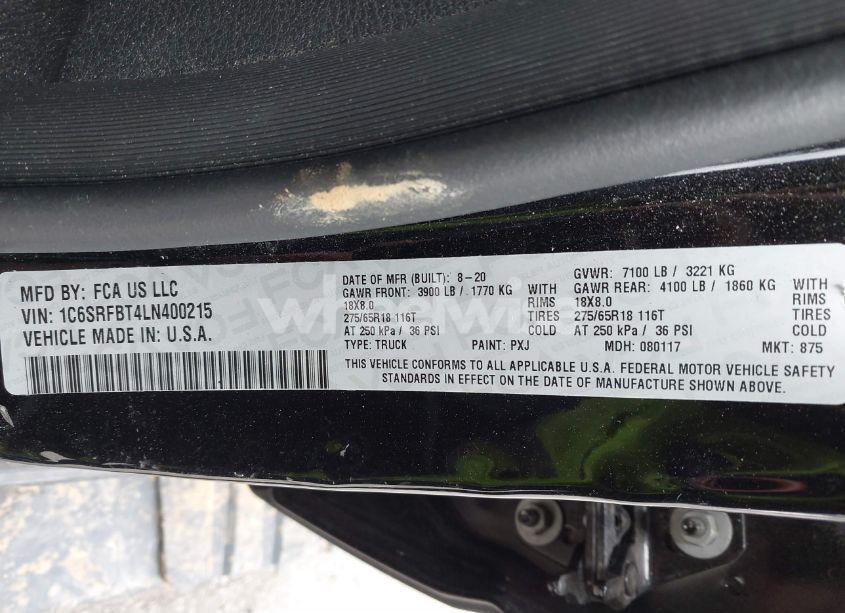 MFD BY: FCA US LLC
VIN: 1C6SRFBT4LN400215
VEHICLE MADE IN: U.S.A.
DATE OF MFR (BUILT): 8-20 GVWR: 7100 LB / 3221 KG
GAWR FRONT: 3900 LB / 1770 KG WITH GAWR REAR: 4100 LB / 1860 KG WITH
18X8.0 RIMS 18X8.0 RIMS
275/65R18 116T TIRES 275/65R18 116T TIRES
AT 250 kPa / 36 PSI COLD AT 250 kPa / 36 PSI COLD
TYPE: TRUCK PAINT: PXJ MDH: 080117 MKT: 875
THIS VEHICLE CONFORMS TO ALL APPLICABLE U.S.A. FEDERAL MOTOR VEHICLE SAFETY
STANDARDS IN EFFECT ON THE DATE OF MANUFACTURE SHOWN ABOVE.